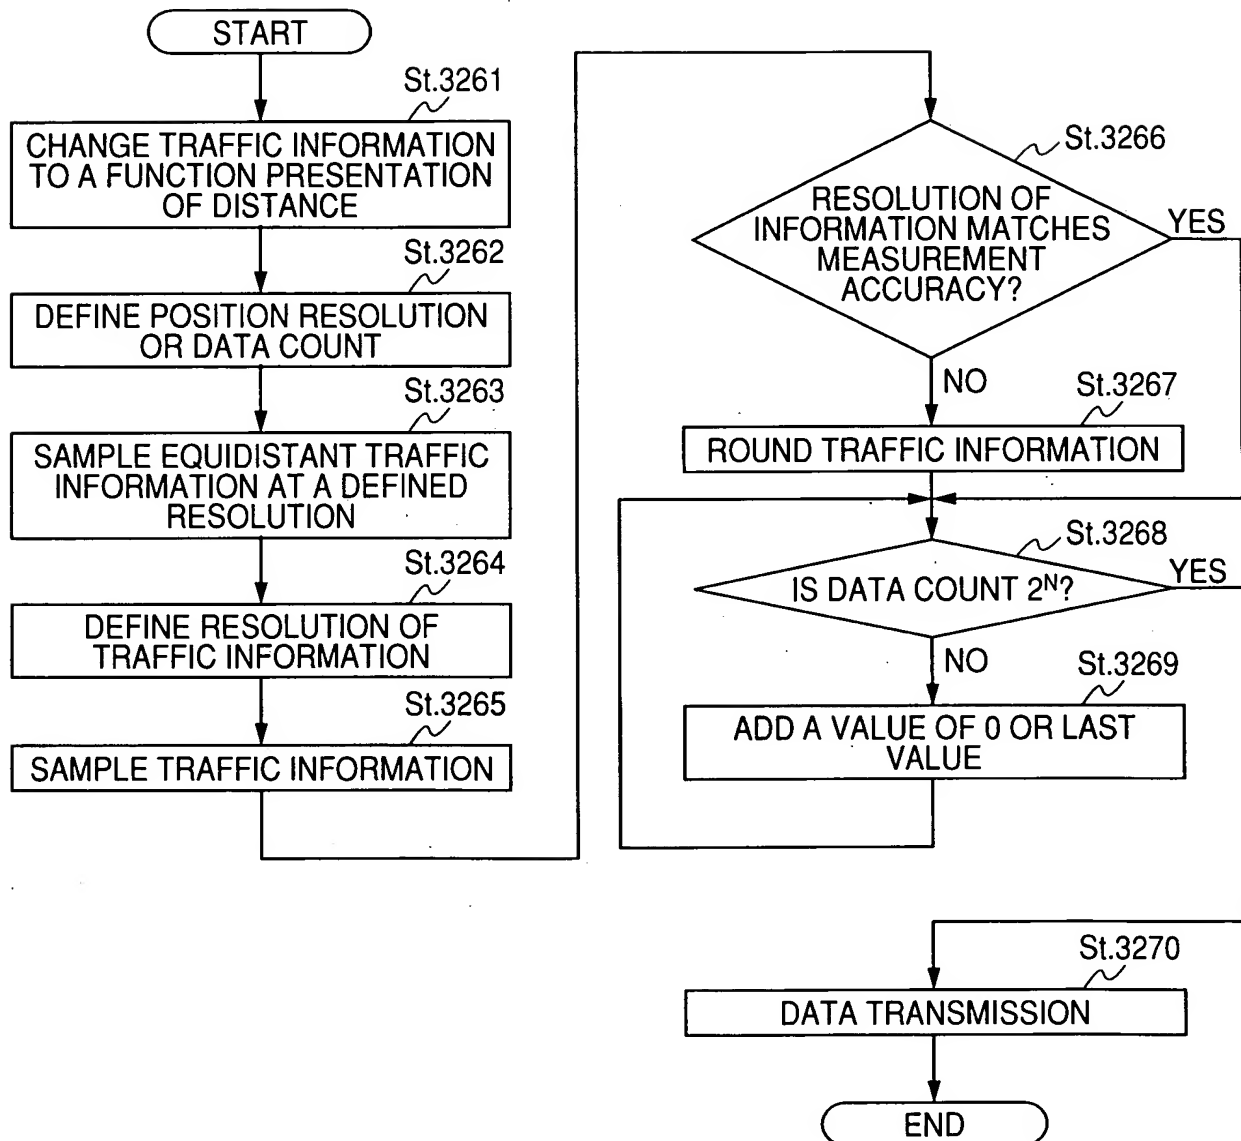 START
St.3261
CHANGE TRAFFIC INFORMATION
TO A FUNCTION PRESENTATION
OF DISTANCE
St.3262
DEFINE POSITION RESOLUTION
OR DATA COUNT
St.3263
SAMPLE EQUIDISTANT TRAFFIC
INFORMATION AT A DEFINED
RESOLUTION
St.3264
DEFINE RESOLUTION OF
TRAFFIC INFORMATION
St.3265
SAMPLE TRAFFIC INFORMATION
St.3266
RESOLUTION OF
INFORMATION MATCHES
MEASUREMENT
ACCURACY?
YES
NO
St.3267
ROUND TRAFFIC INFORMATION
St.3268
IS DATA COUNT 2ᴺ?
YES
NO
St.3269
ADD A VALUE OF 0 OR LAST
VALUE
St.3270
DATA TRANSMISSION
END